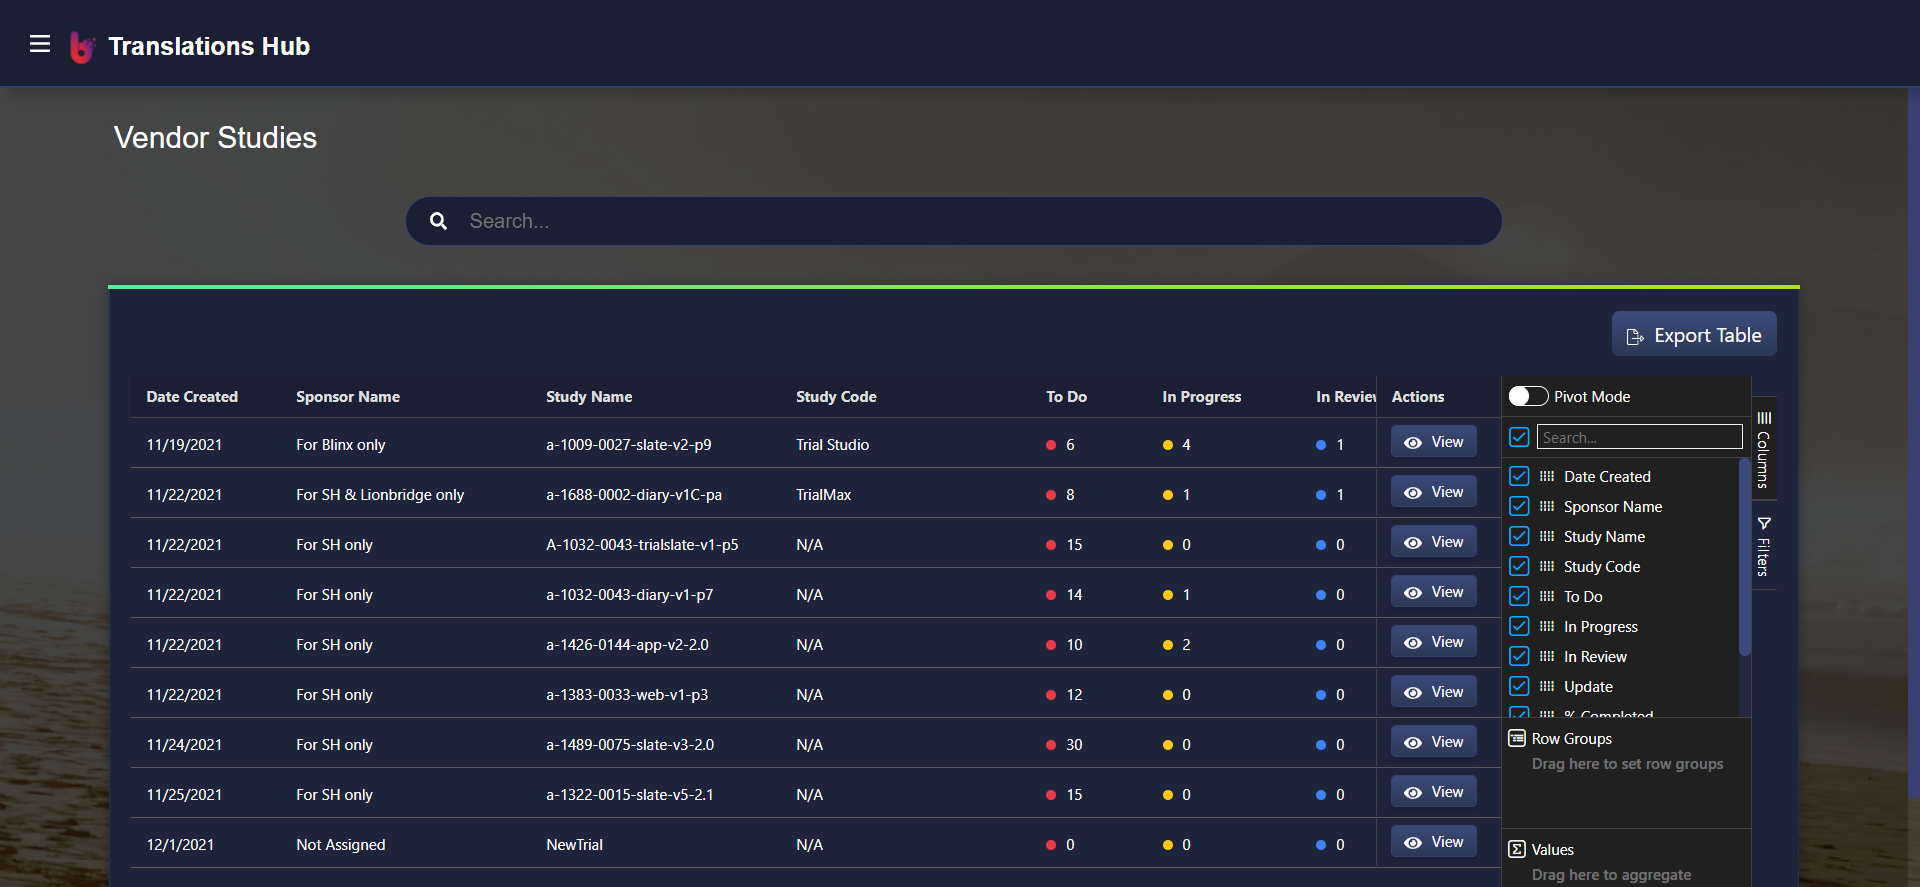 Translations Hub
Vendor Studies
Search...
Export Table
Date Created Sponsor Name Study Name Study Code To Do In Progress In Review Actions
11/19/2021 For Blinx only a-1009-0027-slate-v2-p9 Trial Studio 6 4 1 View
11/22/2021 For SH & Lionbridge only a-1688-0002-diary-v1C-pa TrialMax 8 1 1 View
11/22/2021 For SH only A-1032-0043-trialslate-v1-p5 N/A 15 0 0 View
11/22/2021 For SH only a-1032-0043-diary-v1-p7 N/A 14 1 0 View
11/22/2021 For SH only a-1426-0144-app-v2-2.0 N/A 10 2 0 View
11/22/2021 For SH only a-1383-0033-web-v1-p3 N/A 12 0 0 View
11/24/2021 For SH only a-1489-0075-slate-v3-2.0 N/A 30 0 0 View
11/25/2021 For SH only a-1322-0015-slate-v5-2.1 N/A 15 0 0 View
12/1/2021 Not Assigned NewTrial N/A 0 0 0 View
Pivot Mode
Search...
Date Created
Sponsor Name
Study Name
Study Code
To Do
In Progress
In Review
Update
% Completed
Row Groups
Drag here to set row groups
Values
Drag here to aggregate
Columns
Filters